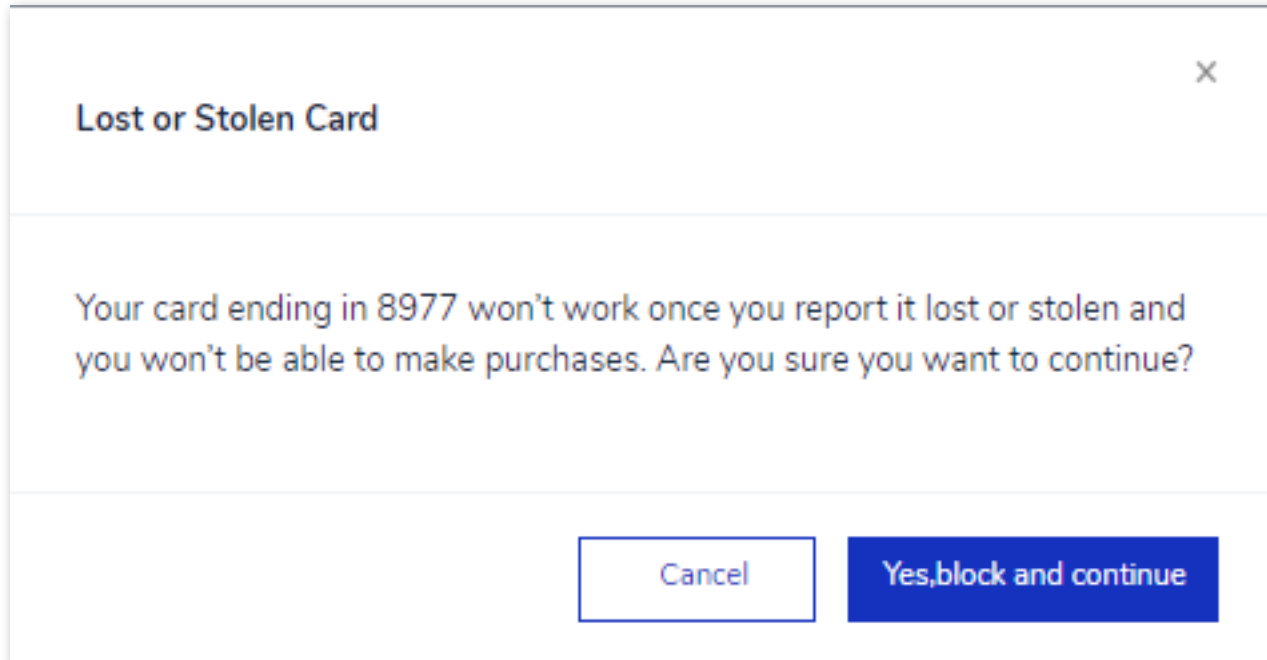 Lost or Stolen Card
Your card ending in 8977 won't work once you report it lost or stolen and
you won't be able to make purchases. Are you sure you want to continue?
Cancel
Yes,block and continue